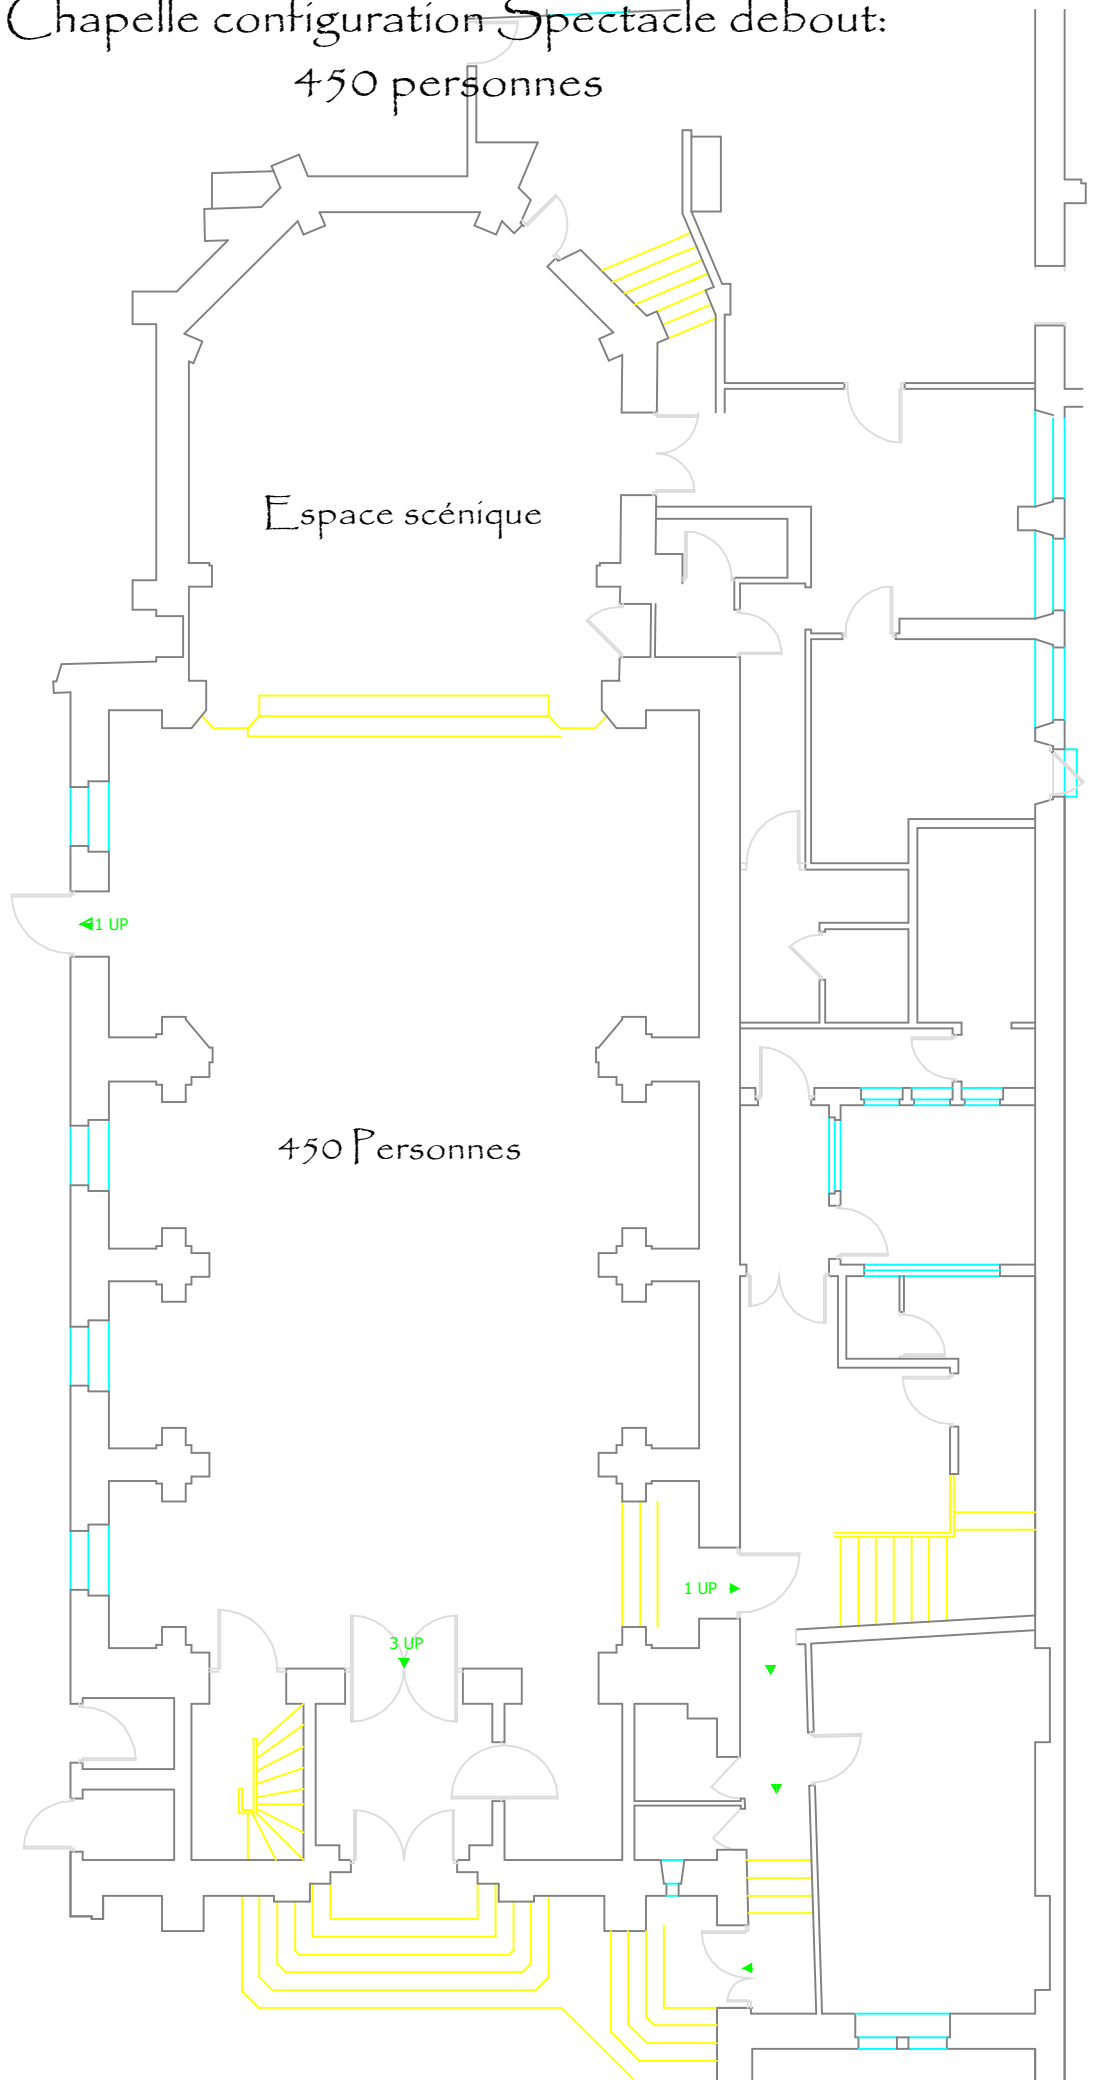 Chapelle configuration Spectacle debout:
450 personnes
Espace scénique
1 UP
450 Personnes
1 UP
3 UP